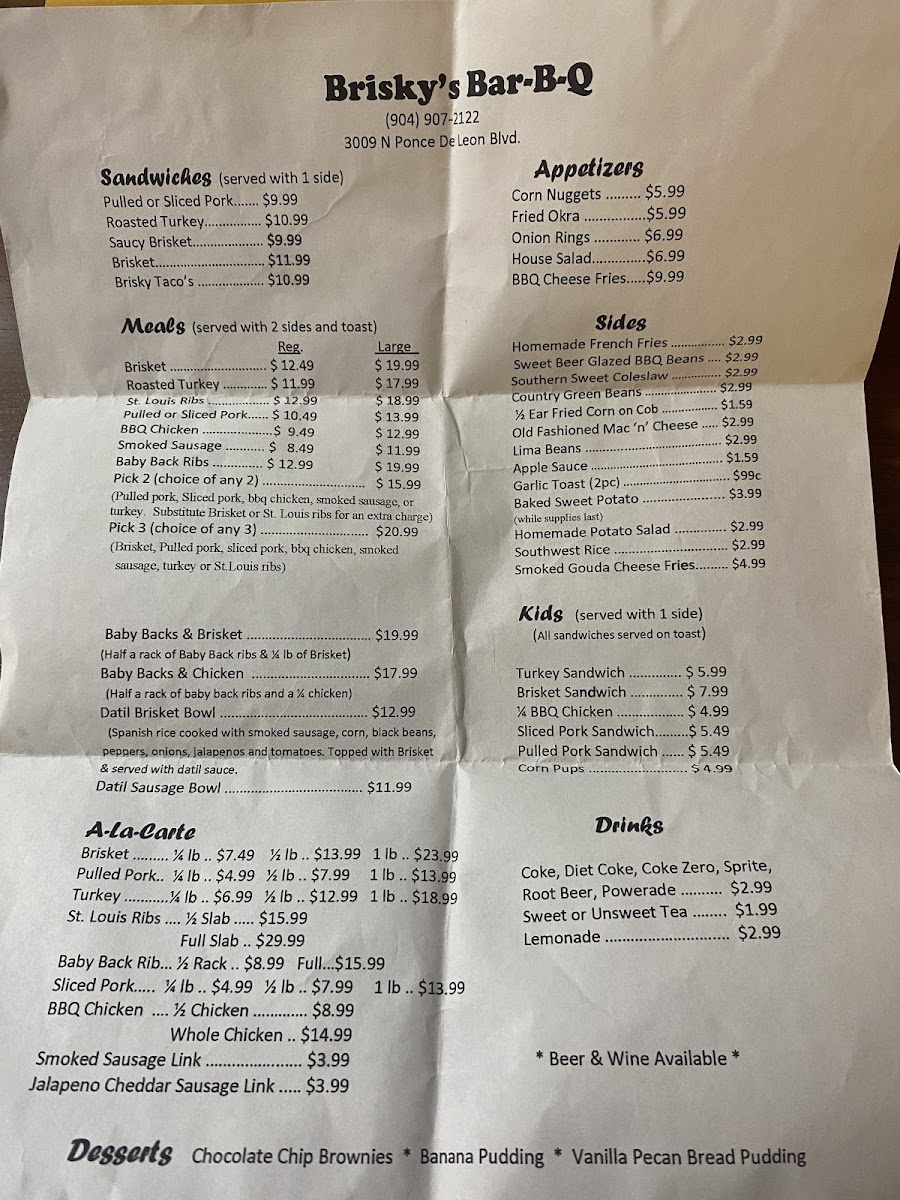 Brisky's Bar-B-Q
(904) 907-2122
3009 N Ponce DeLeon Blvd.
Sandwiches (served with 1 side)
Pulled or Sliced Pork...... $9.99
Roasted Turkey................ $10.99
Saucy Brisket.................... $9.99
Brisket............................... $11.99
Brisky Taco's ................... $10.99
Meals (served with 2 sides and toast)
Reg. Large
Brisket ............................ $ 12.49 $ 19.99
Roasted Turkey ............. $ 11.99 $ 17.99
St. Louis Ribs .................. $ 12.99 $ 18.99
Pulled or Sliced Pork...... $ 10.49 $ 13.99
BBQ Chicken .....................$ 9.49 $ 12.99
Smoked Sausage ............ $ 8.49 $ 11.99
Baby Back Ribs .............. $ 12.99 $ 19.99
Pick 2 (choice of any 2) ............................. $ 15.99
(Pulled pork, Sliced pork, bbq chicken, smoked sausage, or
turkey. Substitute Brisket or St. Louis ribs for an extra charge)
Pick 3 (choice of any 3) .............................. $20.99
(Brisket, Pulled pork, sliced pork, bbq chicken, smoked
sausage, turkey or St.Louis ribs)
Baby Backs & Brisket .................................. $19.99
(Half a rack of Baby Back ribs & ¼ lb of Brisket)
Baby Backs & Chicken ................................ $17.99
(Half a rack of baby back ribs and a ¼ chicken)
Datil Brisket Bowl ........................................ $12.99
(Spanish rice cooked with smoked sausage, corn, black beans,
peppers, onions, jalapenos and tomatoes. Topped with Brisket
& served with datil sauce.
Datil Sausage Bowl ..................................... $11.99
A-La-Carte
Brisket ......... ¼ lb .. $7.49 ½ lb .. $13.99 1 lb .. $23.99
Pulled Pork.. ¼ lb .. $4.99 ½ lb .. $7.99 1 lb .. $13.99
Turkey ...........¼ lb .. $6.99 ½ lb .. $12.99 1 lb .. $18.99
St. Louis Ribs .... ½ Slab ..... $15.99
Full Slab .. $29.99
Baby Back Rib... ½ Rack .. $8.99 Full...$15.99
Sliced Pork..... ¼ lb .. $4.99 ½ lb .. $7.99 1 lb .. $13.99
BBQ Chicken .... ½ Chicken ............. $8.99
Whole Chicken .. $14.99
Smoked Sausage Link ....................... $3.99
Jalapeno Cheddar Sausage Link ..... $3.99
Appetizers
Corn Nuggets ......... $5.99
Fried Okra ................$5.99
Onion Rings ............ $6.99
House Salad..............$6.99
BBQ Cheese Fries.....$9.99
Sides
Homemade French Fries ................ $2.99
Sweet Beer Glazed BBQ Beans .... $2.99
Southern Sweet Coleslaw .............. $2.99
Country Green Beans ...................... $2.99
½ Ear Fried Corn on Cob ................. $1.59
Old Fashioned Mac 'n' Cheese ..... $2.99
Lima Beans ..................................... $2.99
Apple Sauce .................................... $1.59
Garlic Toast (2pc) ............................ $99c
Baked Sweet Potato ...................... $3.99
(while supplies last)
Homemade Potato Salad .............. $2.99
Southwest Rice ............................... $2.99
Smoked Gouda Cheese Fries......... $4.99
Kids (served with 1 side)
(All sandwiches served on toast)
Turkey Sandwich ............. $ 5.99
Brisket Sandwich ............. $ 7.99
¼ BBQ Chicken ................. $ 4.99
Sliced Pork Sandwich.........$ 5.49
Pulled Pork Sandwich ...... $ 5.49
Corn Pups .......................... $ 4.99
Drinks
Coke, Diet Coke, Coke Zero, Sprite,
Root Beer, Powerade .......... $2.99
Sweet or Unsweet Tea ........ $1.99
Lemonade .............................. $2.99
* Beer & Wine Available *
Desserts Chocolate Chip Brownies * Banana Pudding * Vanilla Pecan Bread Pudding